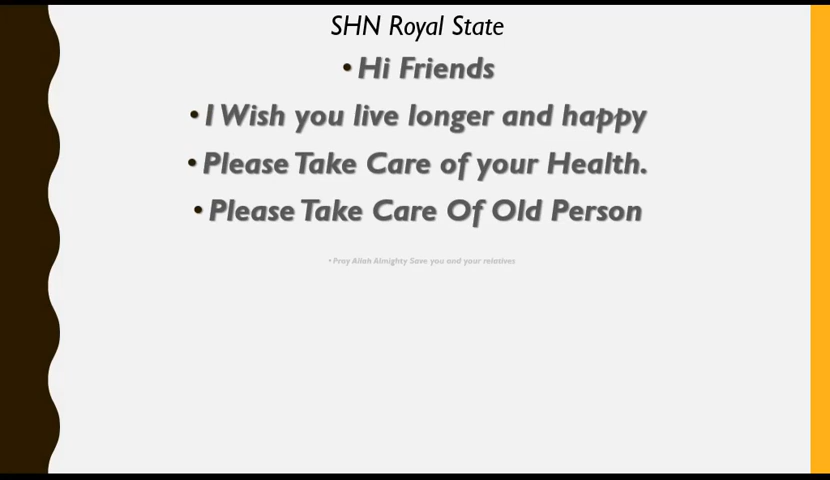 SHN Royal State
• Hi Friends
• I Wish you live longer and happy
• Please Take Care of your Health.
• Please Take Care Of Old Person
• Pray Allah Almighty Save you and your relatives